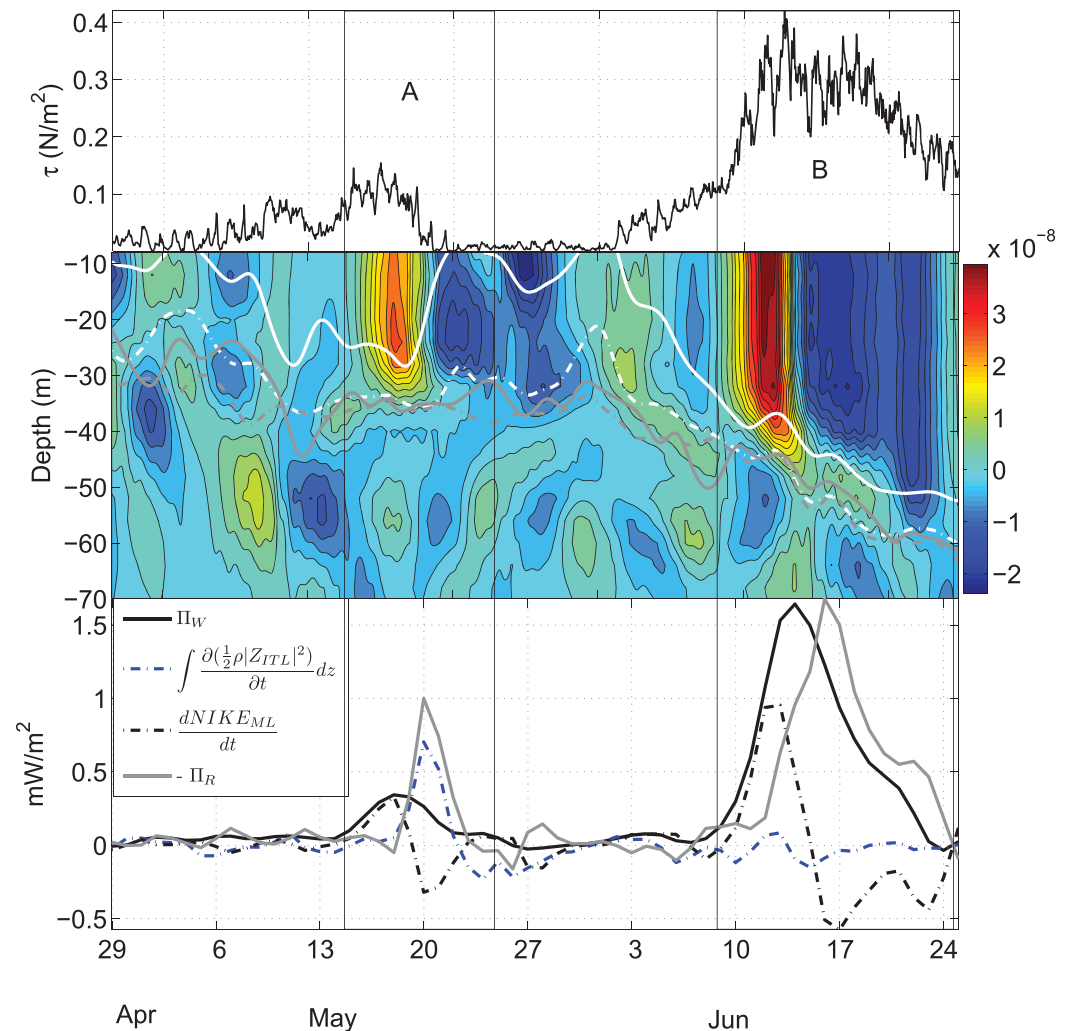 0.4
0.3
0.2
0.1
τ (N/m²)
A
B
−10
−20
−30
−40
−50
−60
−70
Depth (m)
x 10⁻⁸
3
2
1
0
−1
−2
1.5
1
0.5
0
−0.5
mW/m²
Π_W
∫ ∂(½ρ|Z_ITL|²)/∂t dz
dNIKE_ML/dt
- Π_R
29 6 13 20 27 3 10 17 24
Apr May Jun